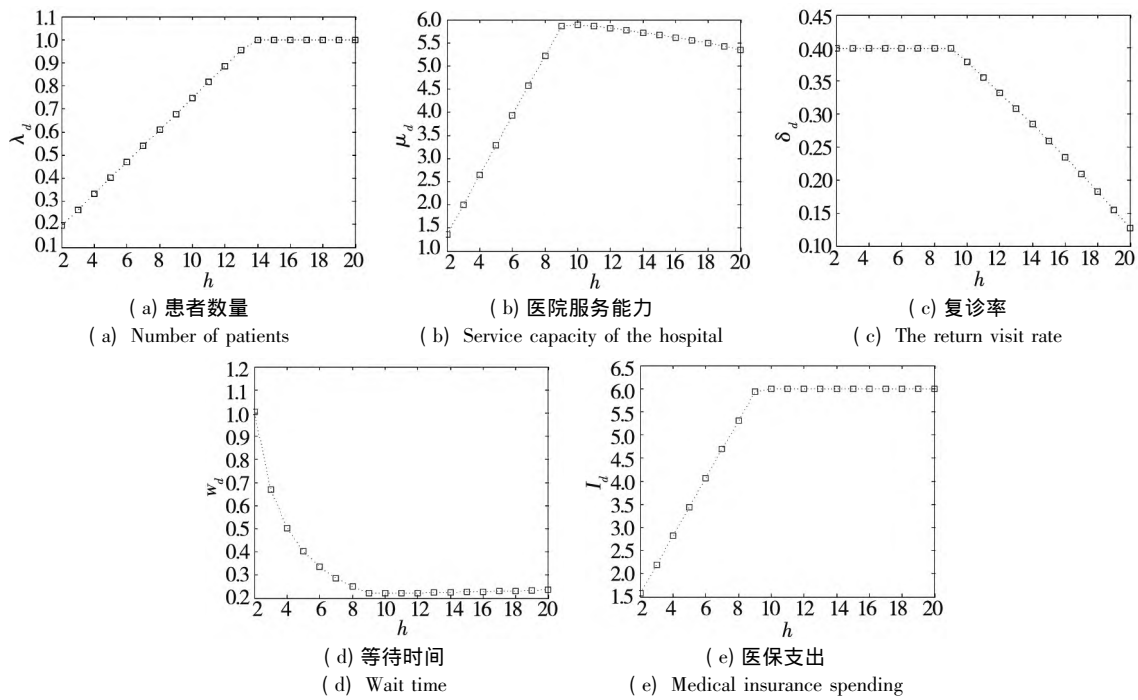 0.45
0.40
0.35
0.30
0.25
0.20
0.15
0.10
δd
2 4 6 8 10 12 14 16 18 20
h
1.0
0.9
0.8
0.7
0.6
0.5
0.4
0.3
0.2
0.1
λd
2 4 6 8 10 12 14 16 18 20
h
6.0
5.5
5.0
4.5
4.0
3.5
3.0
2.5
2.0
1.5
1.0
μd
2 4 6 8 10 12 14 16 18 20
h
( a) 患者数量
( a) Number of patients
( b) 医院服务能力
( b) Service capacity of the hospital
( c) 复诊率
( c) The return visit rate
1.2
1.1
1.0
0.9
0.8
0.7
0.6
0.5
0.4
0.3
0.2
wd
2 4 6 8 10 12 14 16 18 20
h
6.0
5.5
5.0
4.5
4.0
3.5
3.0
2.5
2.0
1.5
Id
2 4 6 8 10 12 14 16 18 20
h
( d) 等待时间
( d) Wait time
( e) 医保支出
( e) Medical insurance spending